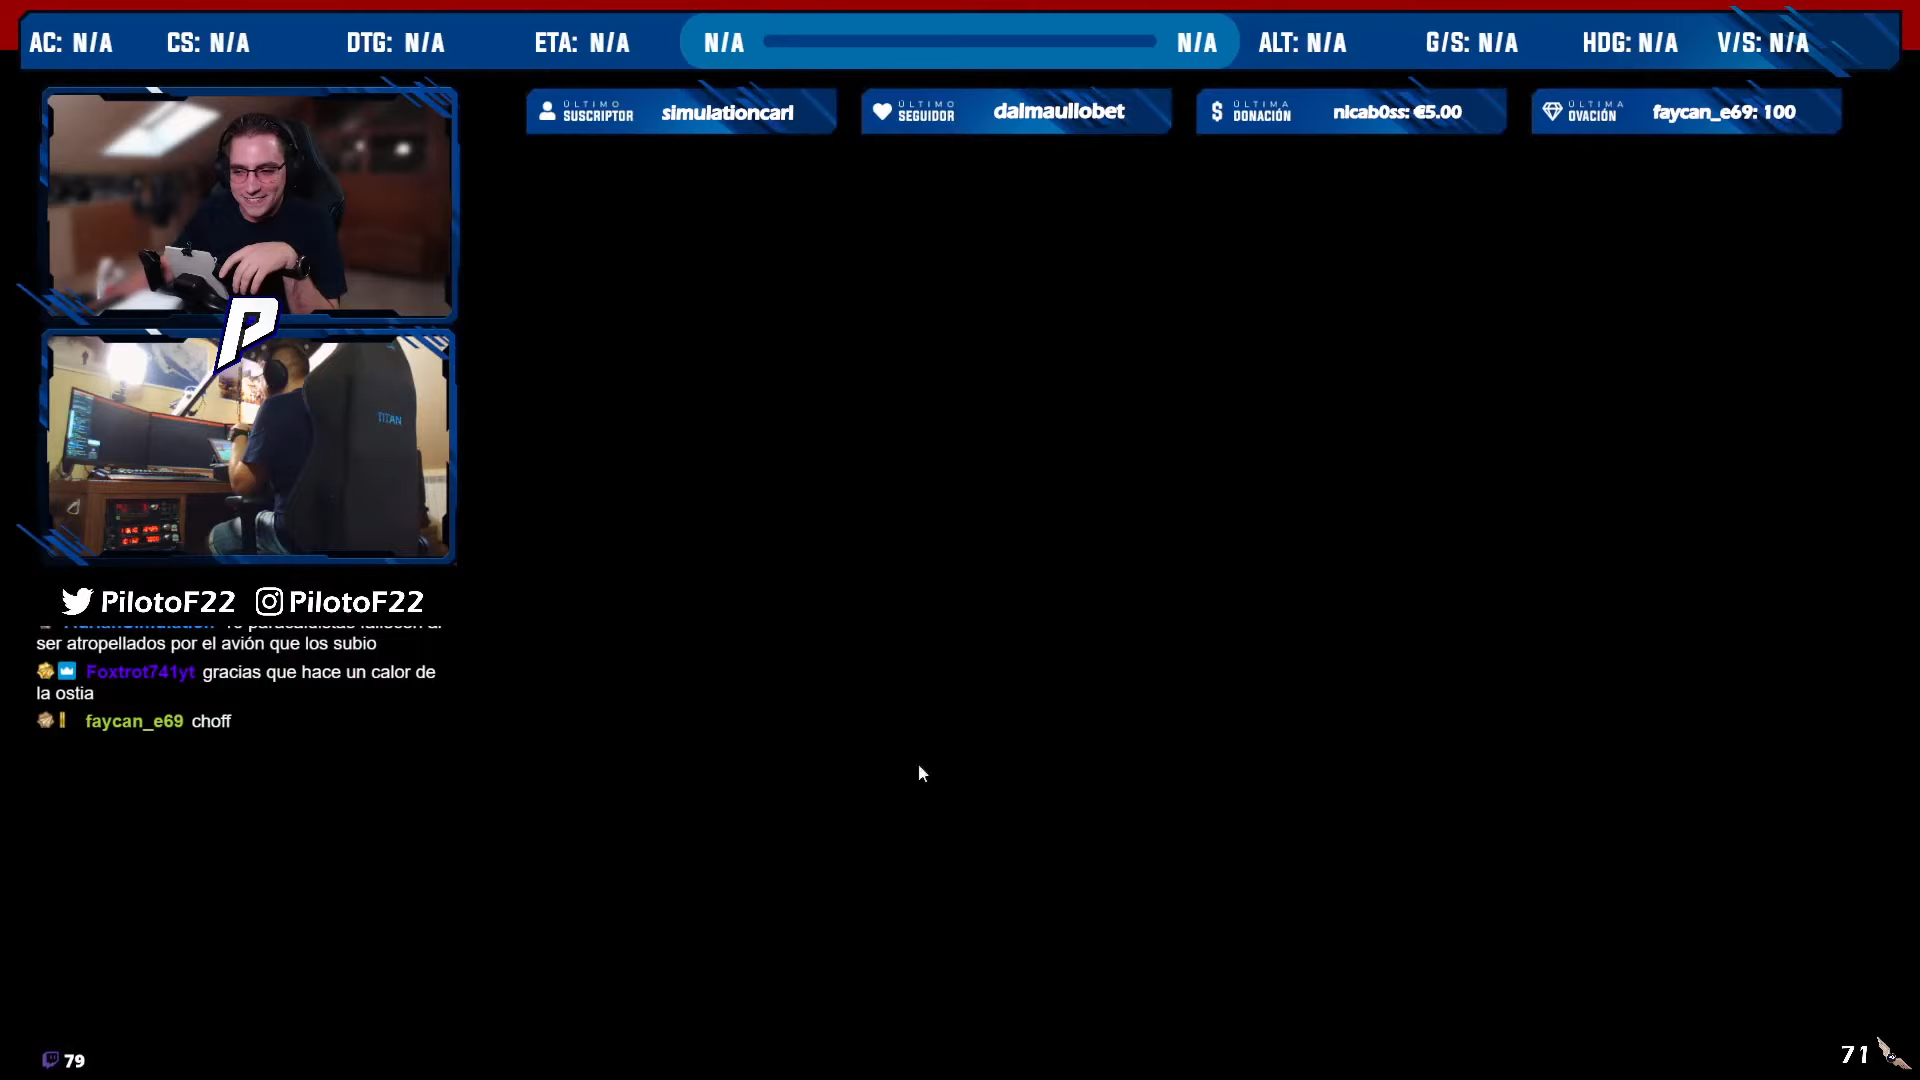 AC: N/A CS: N/A DTG: N/A ETA: N/A N/A N/A ALT: N/A G/S: N/A HDG: N/A V/S: N/A
ÚLTIMO SUSCRIPTOR simulationcarl
ÚLTIMO SEGUIDOR dalmaullobet
ÚLTIMA DONACIÓN nicab0ss: €5.00
ÚLTIMA OVACIÓN faycan_e69: 100
P
TITAN
PilotoF22 PilotoF22
ser atropellados por el avión que los subio
Foxtrot741yt gracias que hace un calor de
la ostia
faycan_e69 choff
79
71